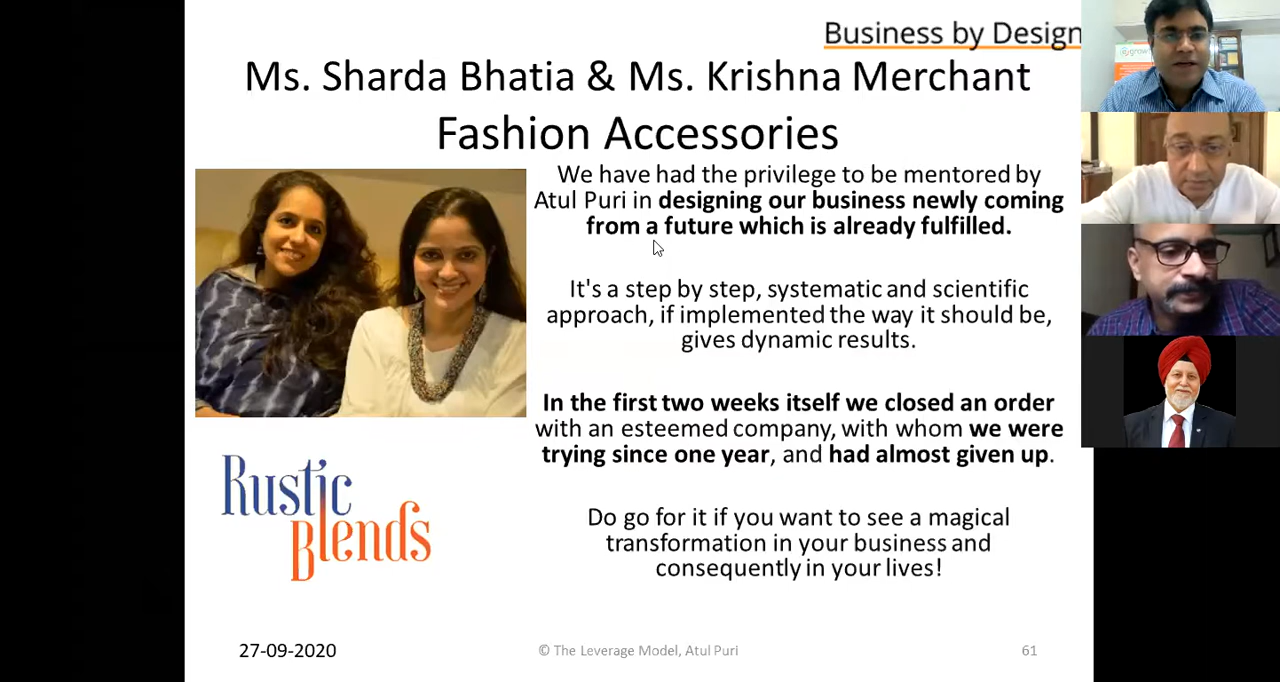 Business by Design
Ms. Sharda Bhatia & Ms. Krishna Merchant
Fashion Accessories
We have had the privilege to be mentored by
Atul Puri in designing our business newly coming
from a future which is already fulfilled.
It's a step by step, systematic and scientific
approach, if implemented the way it should be,
gives dynamic results.
In the first two weeks itself we closed an order
with an esteemed company, with whom we were
trying since one year, and had almost given up.
Do go for it if you want to see a magical
transformation in your business and
consequently in your lives!
Rustic
Blends
27-09-2020
© The Leverage Model, Atul Puri
61
grow